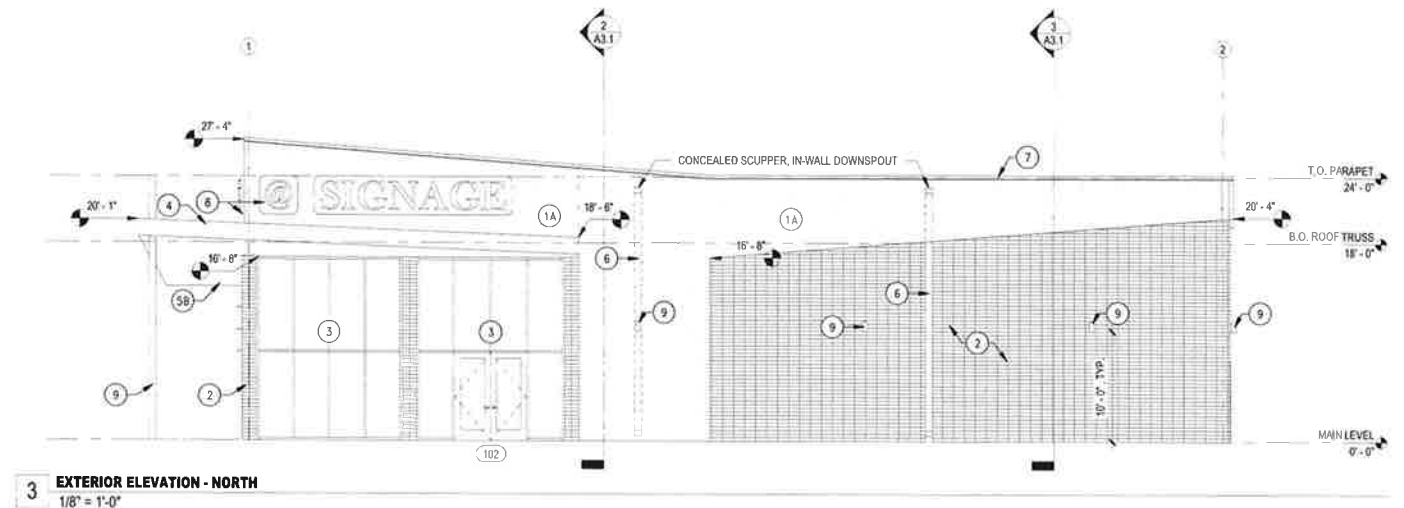 2
A3.1
3
A3.1
1
2
27' - 4"
CONCEALED SCUPPER, IN-WALL DOWNSPOUT
7
T.O. PARAPET
24' - 0"
@ SIGNAGE
6
4
20' - 1"
1A
18' - 6"
1A
20' - 4"
B.O. ROOF TRUSS
18' - 0"
16' - 8"
6
16' - 8"
5B
6
3
3
9
9
2
9
9
9
2
10' - 0", TYP.
102
MAIN LEVEL
0' - 0"
3
EXTERIOR ELEVATION - NORTH
1/8" = 1'-0"